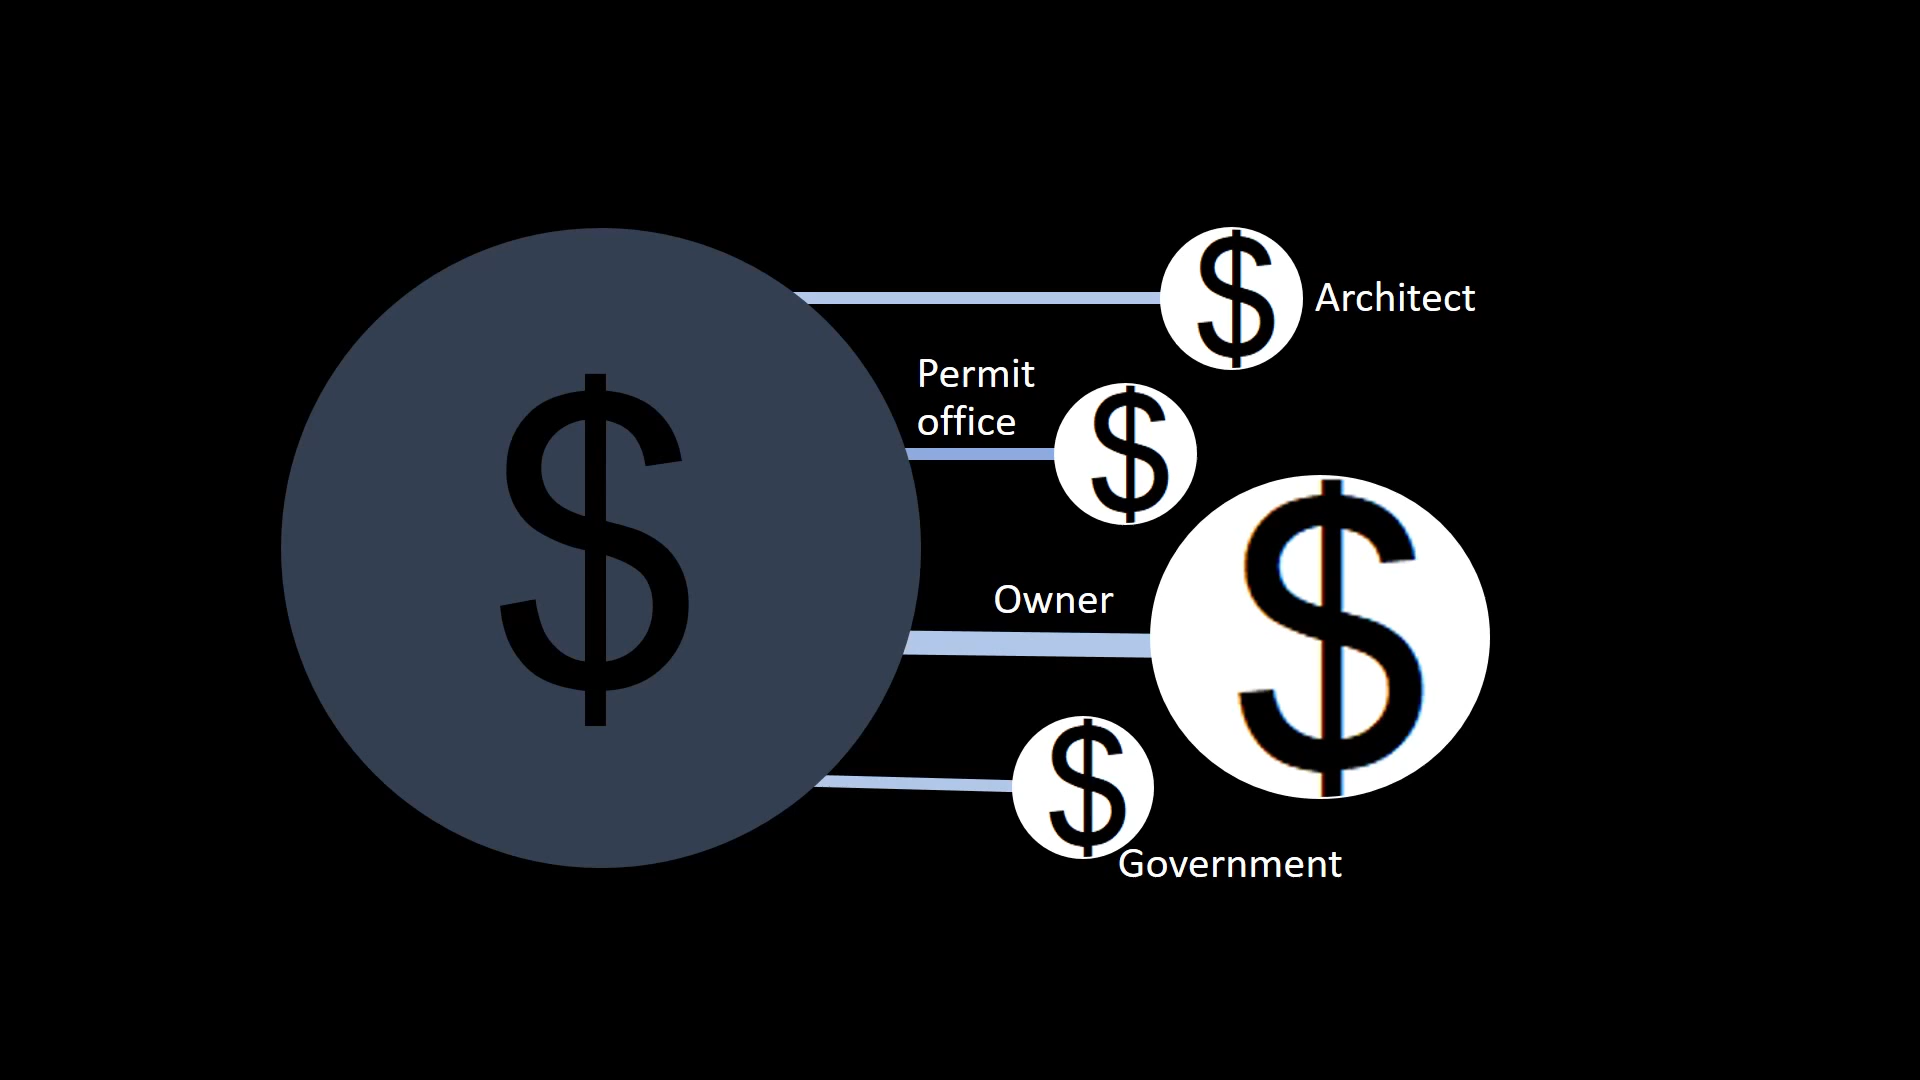 $
$
Architect
Permit
office
$
Owner
$
$
Government